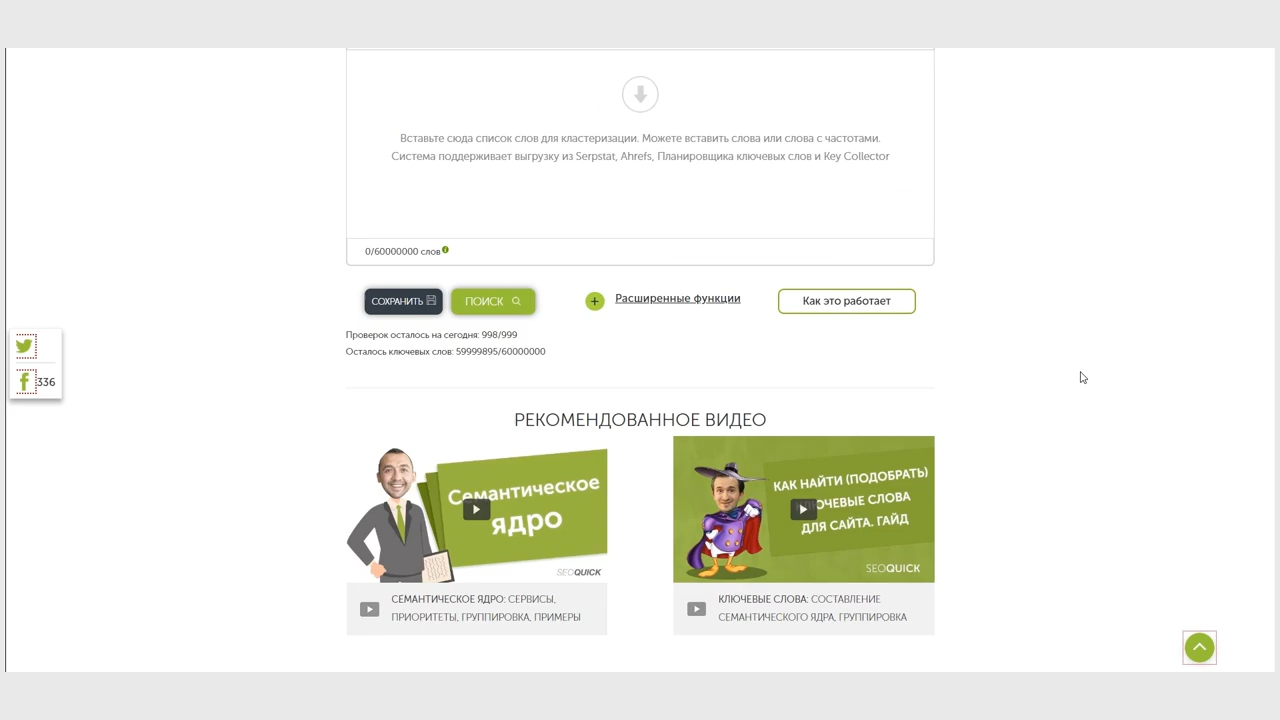 Вставьте сюда список слов для кластеризации. Можете вставить слова или слова с частотами.
Система поддерживает выгрузку из Serpstat, Ahrefs, Планировщика ключевых слов и Key Collector
0/60000000 слов
СОХРАНИТЬ
ПОИСК
Расширенные функции
Как это работает
Проверок осталось на сегодня: 998/999
Осталось ключевых слов: 59999895/60000000
336
РЕКОМЕНДОВАННОЕ ВИДЕО
Семантическое
ядро
SEOQUICK
КАК НАЙТИ (ПОДОБРАТЬ)
КЛЮЧЕВЫЕ СЛОВА
ДЛЯ САЙТА. ГАЙД
SEOQUICK
СЕМАНТИЧЕСКОЕ ЯДРО: СЕРВИСЫ,
ПРИОРИТЕТЫ, ГРУППИРОВКА, ПРИМЕРЫ
КЛЮЧЕВЫЕ СЛОВА: СОСТАВЛЕНИЕ
СЕМАНТИЧЕСКОГО ЯДРА, ГРУППИРОВКА